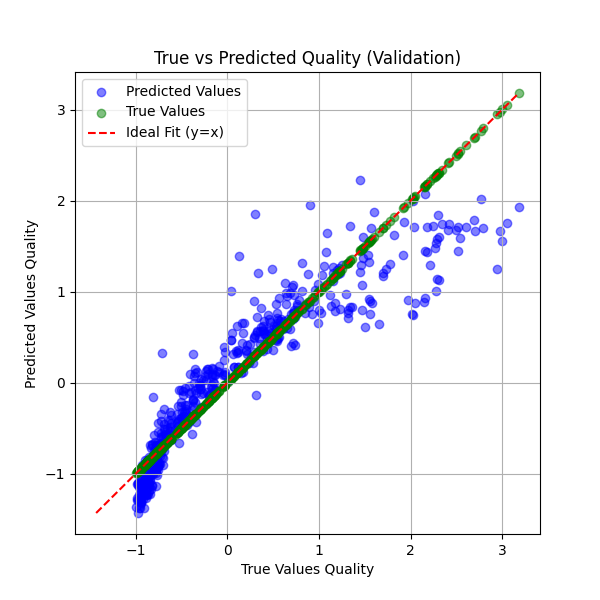 True vs Predicted Quality (Validation)
Predicted Values
True Values
Ideal Fit (y=x)
Predicted Values Quality
3
2
1
0
−1
−1 0 1 2 3
True Values Quality